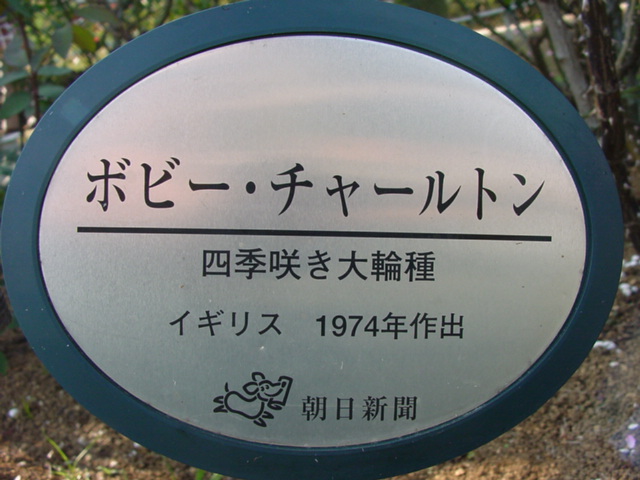 ボビー・チャールトン
四季咲き大輪種
イギリス　1974年作出
朝日新聞